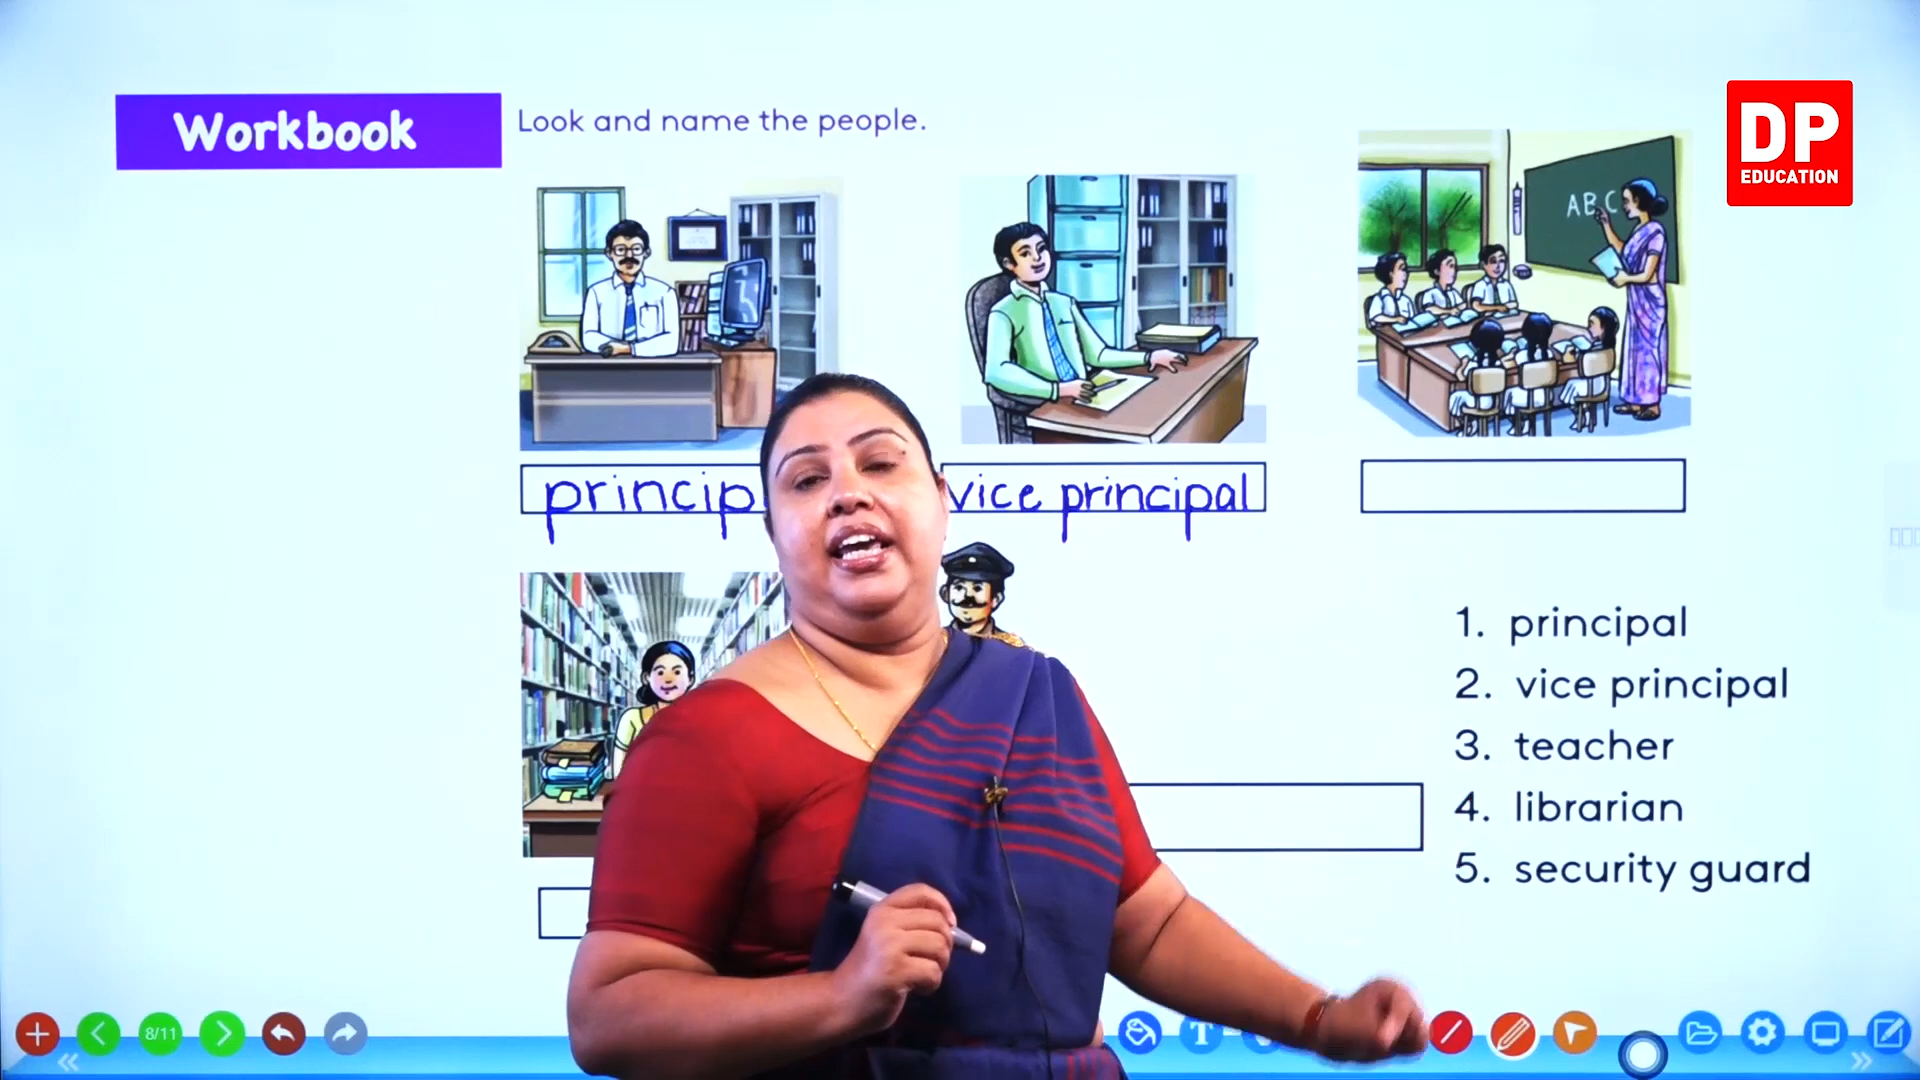 Workbook
Look and name the people.
DP
EDUCATION
ABC
vice principal
1. principal
2. vice principal
3. teacher
4. librarian
5. security guard
8/11